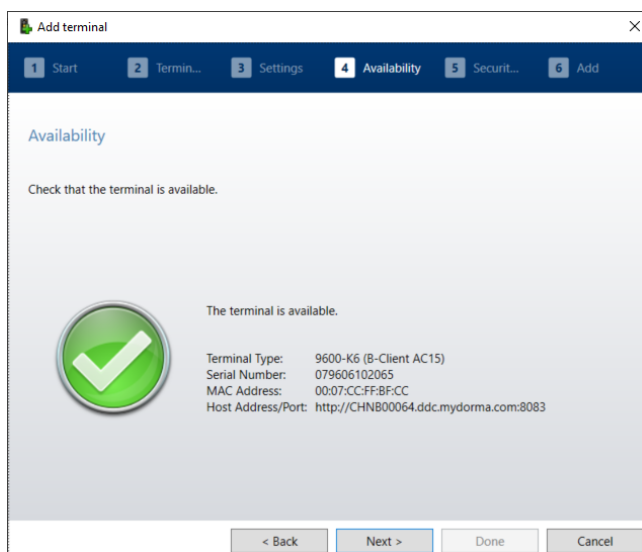 Add terminal
1 Start 2 Termin... 3 Settings 4 Availability 5 Securit... 6 Add
Availability
Check that the terminal is available.
The terminal is available.
Terminal Type: 9600-K6 (B-Client AC15)
Serial Number: 079606102065
MAC Address: 00:07:CC:FF:BF:CC
Host Address/Port: http://CHNB00064.ddc.mydorma.com:8083
< Back Next > Done Cancel